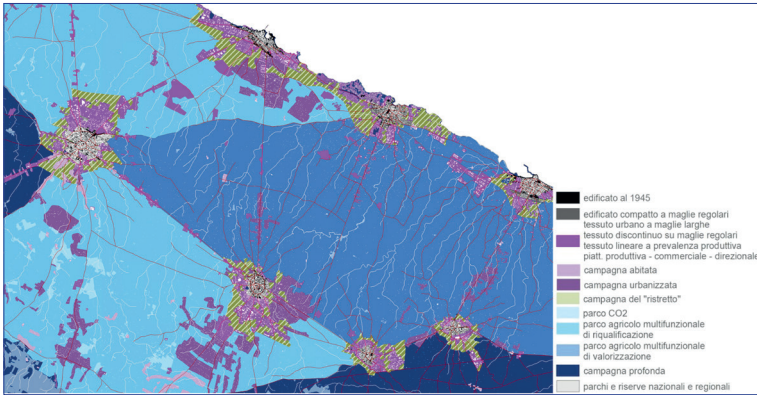 edificato al 1945
edificato compatto a maglie regolari
tessuto urbano a maglie larghe
tessuto discontinuo su maglie regolari
tessuto lineare a prevalenza produttiva
piatt. produttiva - commerciale - direzionale
campagna abitata
campagna urbanizzata
campagna del "ristretto"
parco CO2
parco agricolo multifunzionale
di riqualificazione
parco agricolo multifunzionale
di valorizzazione
campagna profonda
parchi e riserve nazionali e regionali